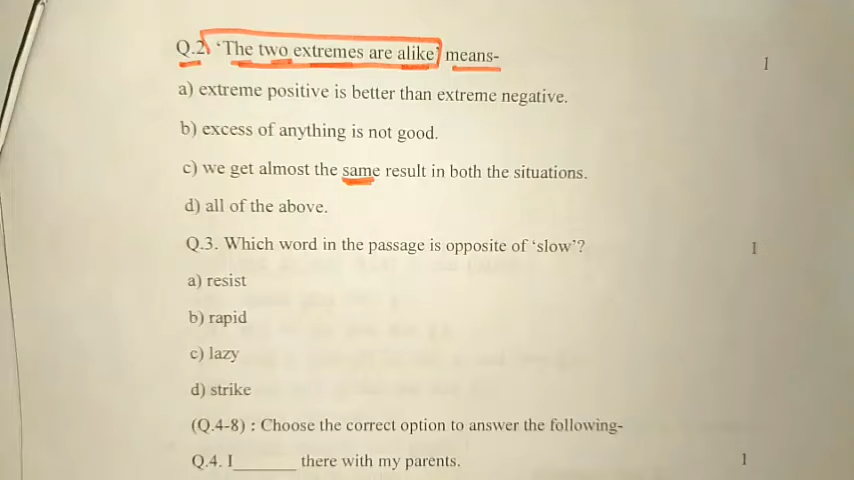 Q.2. ‘The two extremes are alike’ means- 1
a) extreme positive is better than extreme negative.
b) excess of anything is not good.
c) we get almost the same result in both the situations.
d) all of the above.
Q.3. Which word in the passage is opposite of ‘slow’? 1
a) resist
b) rapid
c) lazy
d) strike
(Q.4-8) : Choose the correct option to answer the following-
Q.4. I_______ there with my parents. 1